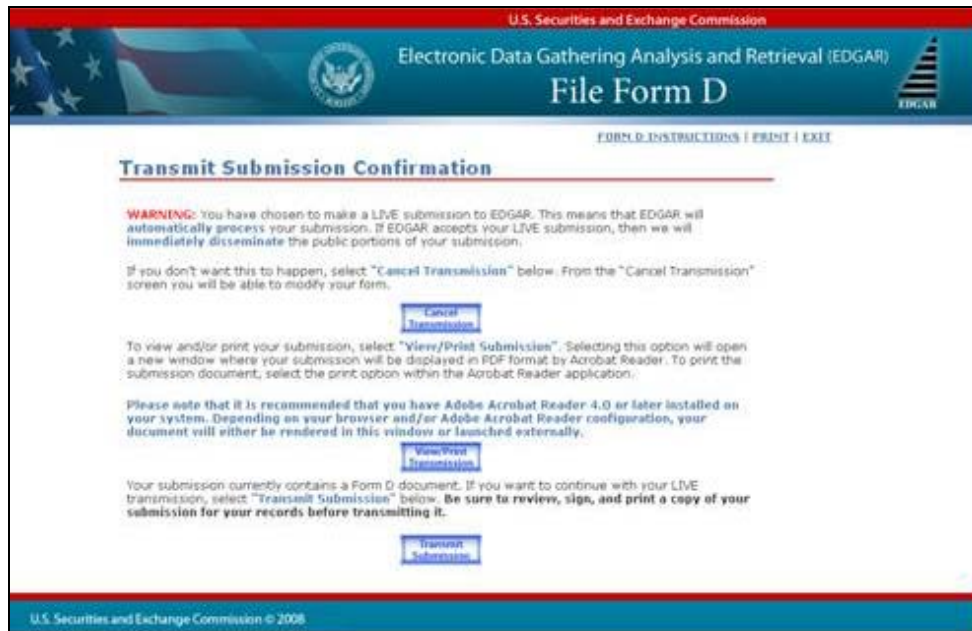 U.S. Securities and Exchange Commission
Electronic Data Gathering Analysis and Retrieval (EDGAR)
File Form D
EDGAR
FORM D INSTRUCTIONS | PRINT | EXIT
Transmit Submission Confirmation
WARNING: You have chosen to make a LIVE submission to EDGAR. This means that EDGAR will
automatically process your submission. If EDGAR accepts your LIVE submission, then we will
immediately disseminate the public portions of your submission.
If you don't want this to happen, select "Cancel Transmission" below. From the "Cancel Transmission"
screen you will be able to modify your form.
Cancel
Transmission
To view and/or print your submission, select "View/Print Submission". Selecting this option will open
a new window where your submission will be displayed in PDF format by Acrobat Reader. To print the
submission document, select the print option within the Acrobat Reader application.
Please note that it is recommended that you have Adobe Acrobat Reader 4.0 or later installed on
your system. Depending on your browser and/or Adobe Acrobat Reader configuration, your
document will either be rendered in this window or launched externally.
View/Print
Transmission
Your submission currently contains a Form D document. If you want to continue with your LIVE
transmission, select "Transmit Submission" below. Be sure to review, sign, and print a copy of your
submission for your records before transmitting it.
Transmit
Submission
U.S. Securities and Exchange Commission © 2008